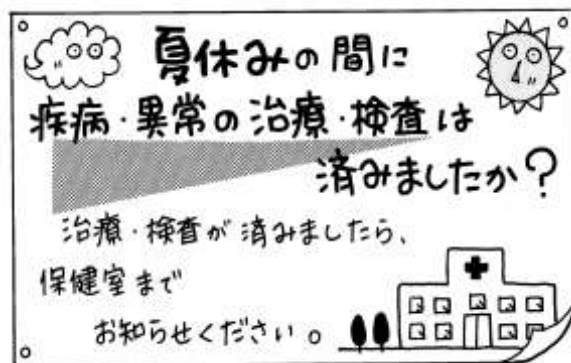 夏休みの間に
疾病・異常の治療・検査は
済みましたか?
治療・検査が済みましたら、
保健室まで
お知らせください。